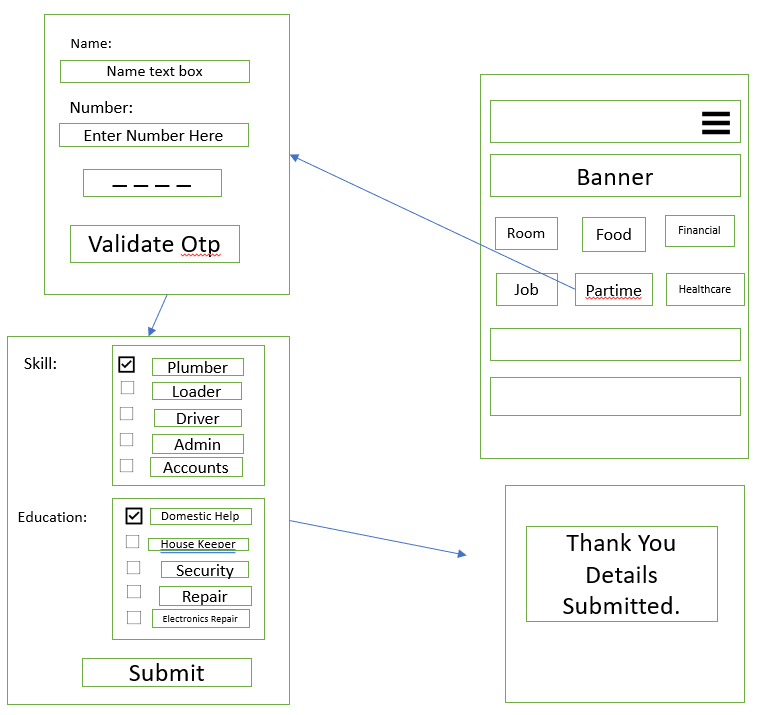 Name:
Name text box
Number:
Enter Number Here
_ _ _ _
Validate Otp
Banner
Room
Food
Financial
Job
Partime
Healthcare
Skill:
Plumber
Loader
Driver
Admin
Accounts
Education:
Domestic Help
House Keeper
Security
Repair
Electronics Repair
Submit
Thank You
Details
Submitted.